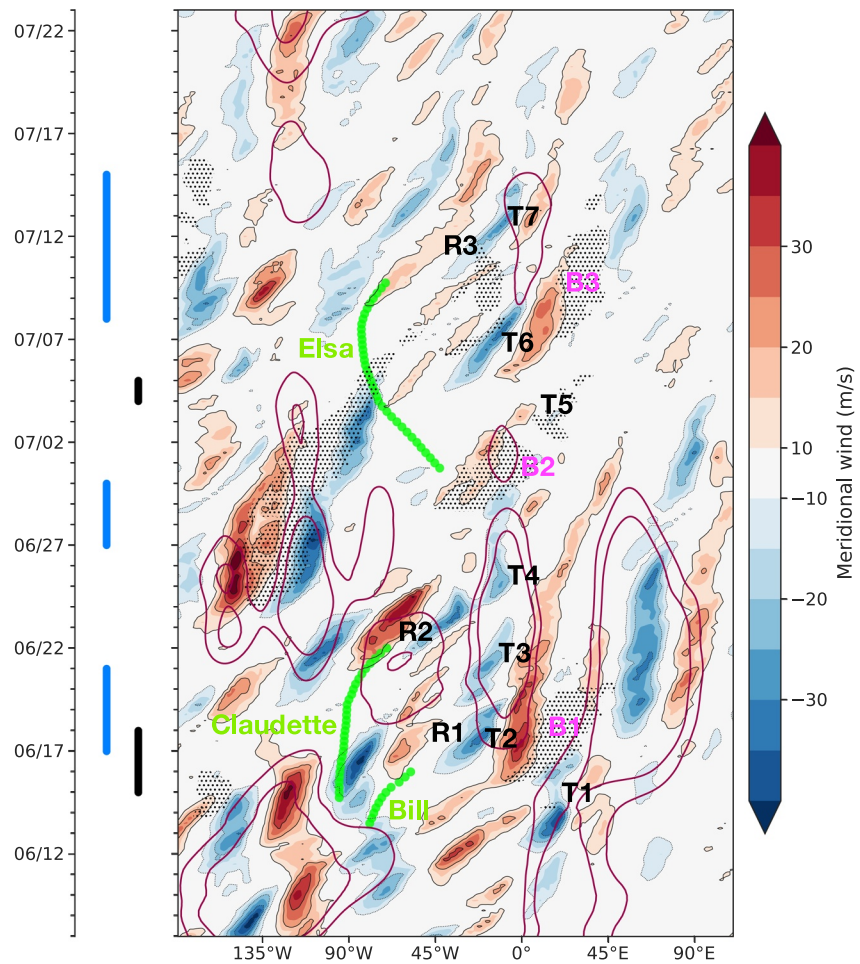 07/22
07/17
07/12
07/07
07/02
06/27
06/22
06/17
06/12
T7
R3
B3
T6
Elsa
T5
B2
T4
R2
T3
Claudette
R1
T2
B1
T1
Bill
135°W
90°W
45°W
0°
45°E
90°E
30
20
10
−10
−20
−30
Meridional wind (m/s)